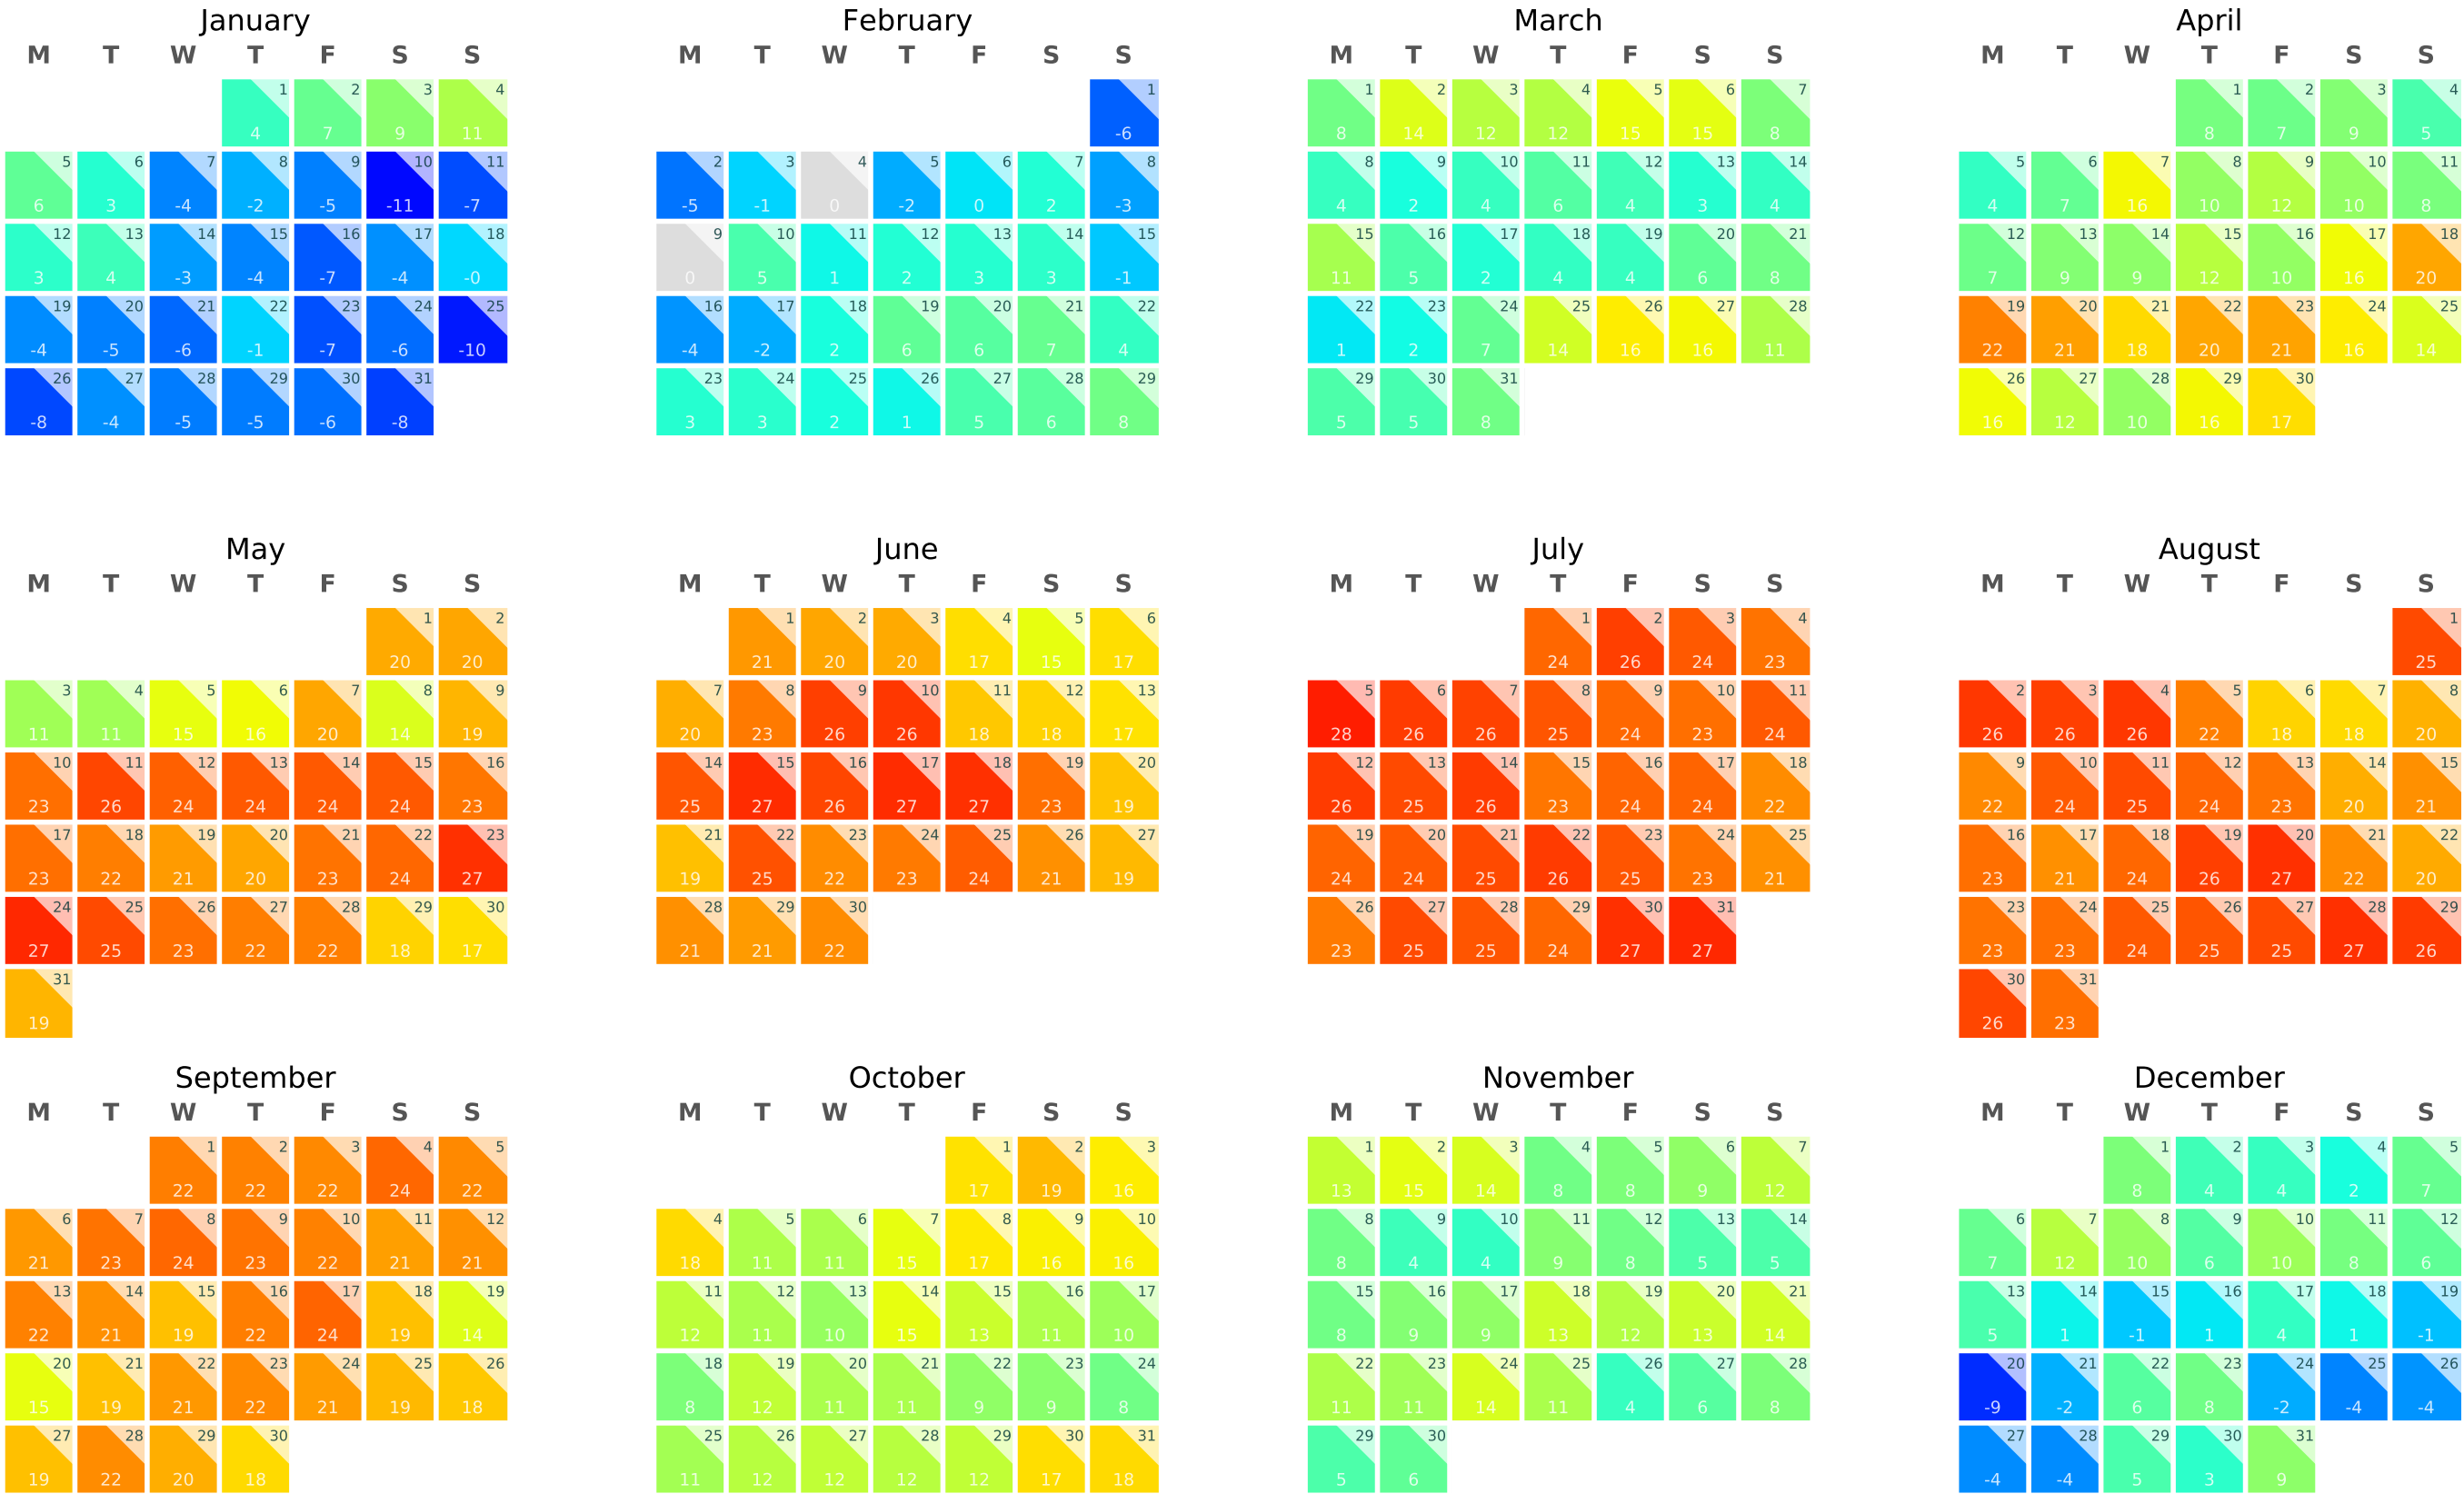 January February March April
M T W T F S S M T W T F S S M T W T F S S M T W T F S S
1 2 3 4 1 1 2 3 4 5 6 7 1 2 3 4
4 7 9 11 -6 8 14 12 12 15 15 8 8 7 9 5
5 6 7 8 9 10 11 2 3 4 5 6 7 8 8 9 10 11 12 13 14 5 6 7 8 9 10 11
6 3 -4 -2 -5 -11 -7 -5 -1 0 -2 0 2 -3 4 2 4 6 4 3 4 4 7 16 10 12 10 8
12 13 14 15 16 17 18 9 10 11 12 13 14 15 15 16 17 18 19 20 21 12 13 14 15 16 17 18
3 4 -3 -4 -7 -4 -0 0 5 1 2 3 3 -1 11 5 2 4 4 6 8 7 9 9 12 10 16 20
19 20 21 22 23 24 25 16 17 18 19 20 21 22 22 23 24 25 26 27 28 19 20 21 22 23 24 25
-4 -5 -6 -1 -7 -6 -10 -4 -2 2 6 6 7 4 1 2 7 14 16 16 11 22 21 18 20 21 16 14
26 27 28 29 30 31 23 24 25 26 27 28 29 29 30 31 26 27 28 29 30
-8 -4 -5 -5 -6 -8 3 3 2 1 5 6 8 5 5 8 16 12 10 16 17
May June July August
M T W T F S S M T W T F S S M T W T F S S M T W T F S S
1 2 1 2 3 4 5 6 1 2 3 4 1
20 20 21 20 20 17 15 17 24 26 24 23 25
3 4 5 6 7 8 9 7 8 9 10 11 12 13 5 6 7 8 9 10 11 2 3 4 5 6 7 8
11 11 15 16 20 14 19 20 23 26 26 18 18 17 28 26 26 25 24 23 24 26 26 26 22 18 18 20
10 11 12 13 14 15 16 14 15 16 17 18 19 20 12 13 14 15 16 17 18 9 10 11 12 13 14 15
23 26 24 24 24 24 23 25 27 26 27 27 23 19 26 25 26 23 24 24 22 22 24 25 24 23 20 21
17 18 19 20 21 22 23 21 22 23 24 25 26 27 19 20 21 22 23 24 25 16 17 18 19 20 21 22
23 22 21 20 23 24 27 19 25 22 23 24 21 19 24 24 25 26 25 23 21 23 21 24 26 27 22 20
24 25 26 27 28 29 30 28 29 30 26 27 28 29 30 31 23 24 25 26 27 28 29
27 25 23 22 22 18 17 21 21 22 23 25 25 24 27 27 23 23 24 25 25 27 26
31 30 31
19 26 23
September October November December
M T W T F S S M T W T F S S M T W T F S S M T W T F S S
1 2 3 4 5 1 2 3 1 2 3 4 5 6 7 1 2 3 4 5
22 22 22 24 22 17 19 16 13 15 14 8 8 9 12 8 4 4 2 7
6 7 8 9 10 11 12 4 5 6 7 8 9 10 8 9 10 11 12 13 14 6 7 8 9 10 11 12
21 23 24 23 22 21 21 18 11 11 15 17 16 16 8 4 4 9 8 5 5 7 12 10 6 10 8 6
13 14 15 16 17 18 19 11 12 13 14 15 16 17 15 16 17 18 19 20 21 13 14 15 16 17 18 19
22 21 19 22 24 19 14 12 11 10 15 13 11 10 8 9 9 13 12 13 14 5 1 -1 1 4 1 -1
20 21 22 23 24 25 26 18 19 20 21 22 23 24 22 23 24 25 26 27 28 20 21 22 23 24 25 26
15 19 21 22 21 19 18 8 12 11 11 9 9 8 11 11 14 11 4 6 8 -9 -2 6 8 -2 -4 -4
27 28 29 30 25 26 27 28 29 30 31 29 30 27 28 29 30 31
19 22 20 18 11 12 12 12 12 17 18 5 6 -4 -4 5 3 9